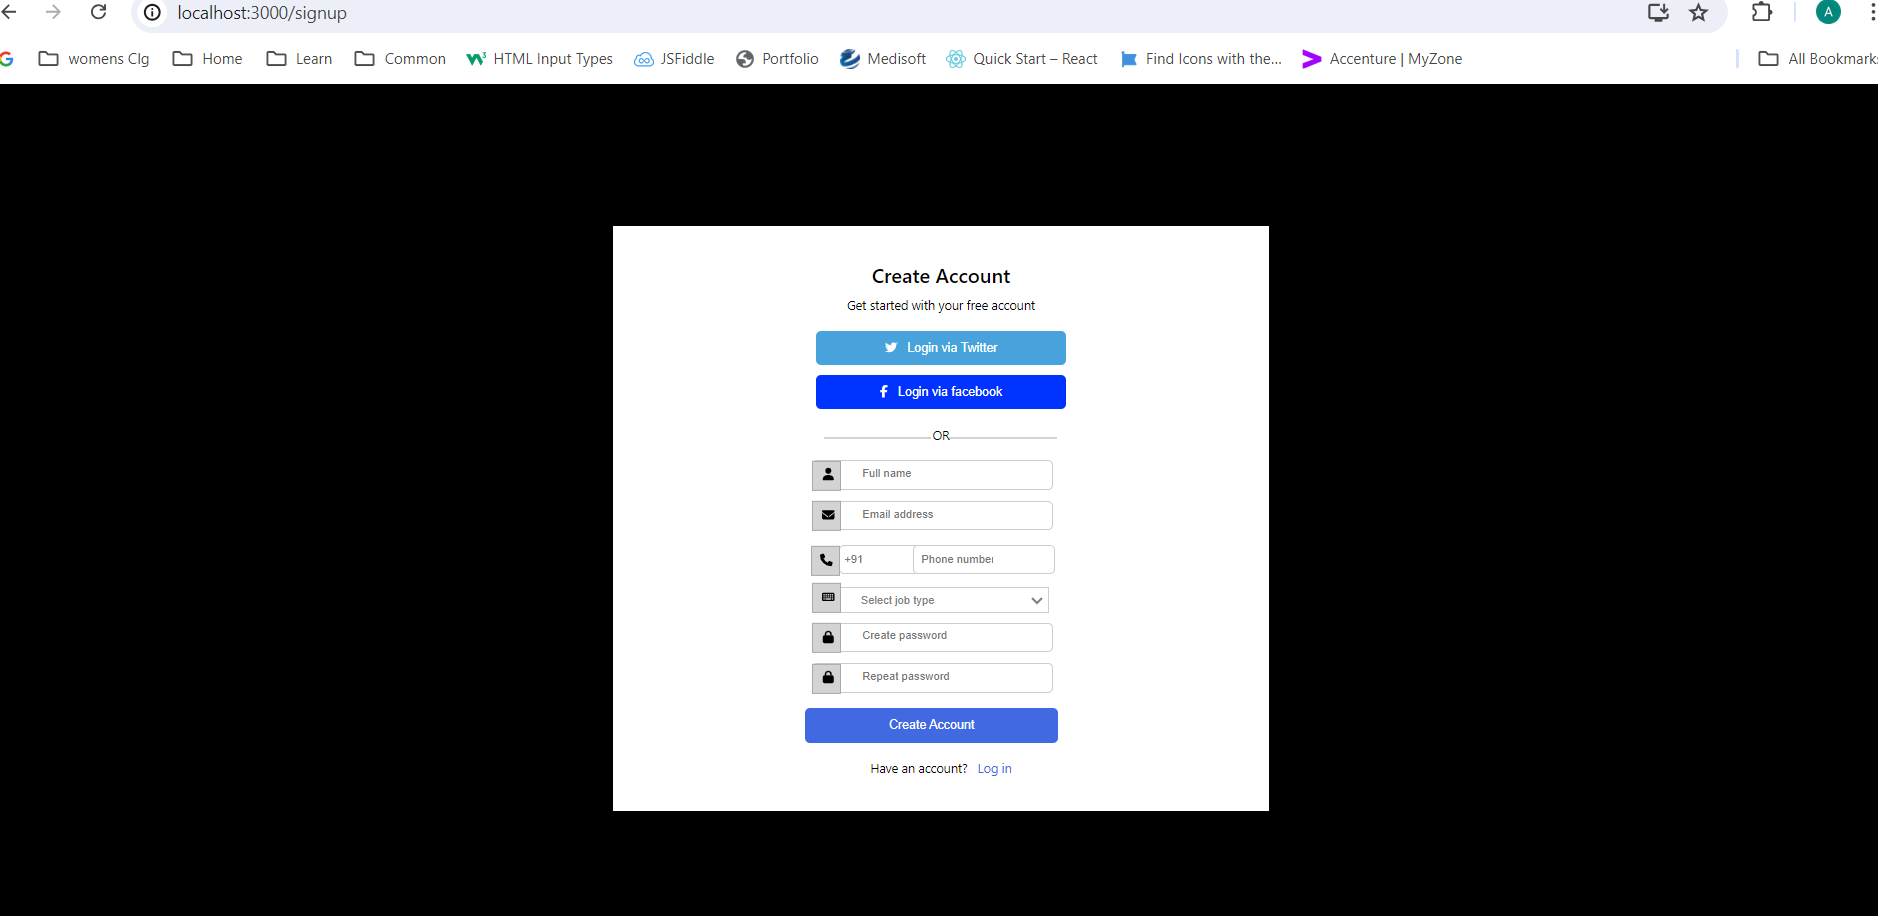 localhost:3000/signup
A
womens Clg Home Learn Common HTML Input Types JSFiddle Portfolio Medisoft Quick Start – React Find Icons with the... Accenture | MyZone All Bookmarks
Create Account
Get started with your free account
Login via Twitter
Login via facebook
OR
Full name
Email address
+91 Phone number
Select job type
Create password
Repeat password
Create Account
Have an account? Log in